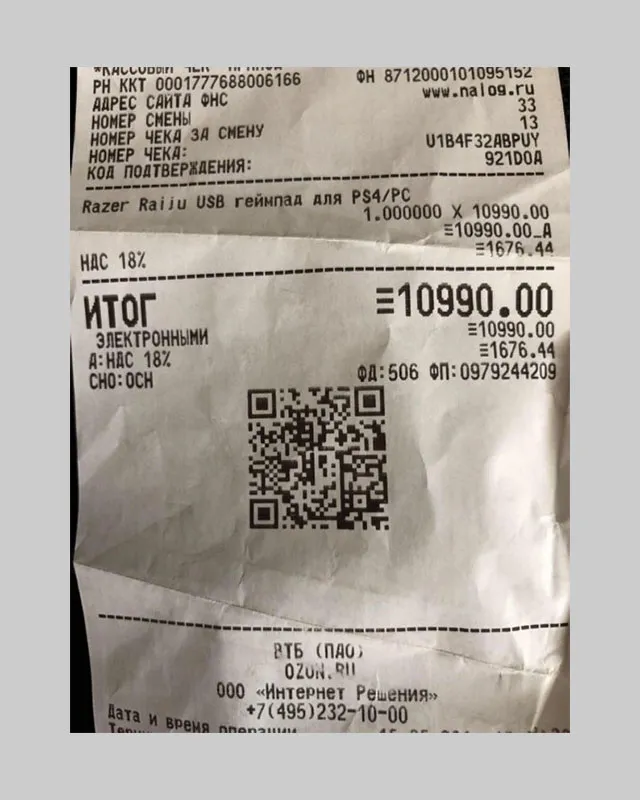 *КАССОВЫЙ ЧЕК
РН ККТ 0001777688006166 ФН 8712000101095152
АДРЕС САЙТА ФНС www.nalog.ru
НОМЕР СМЕНЫ 33
НОМЕР ЧЕКА ЗА СМЕНУ 13
НОМЕР ЧЕКА: U1B4F32ABPUY
КОД ПОДТВЕРЖДЕНИЯ: 921D0A
Razer Raiju USB геймпад для PS4/PC
1.000000 X 10990.00
≡10990.00_А
НДС 18% ≡1676.44
ИТОГ ≡10990.00
ЭЛЕКТРОННЫМИ ≡10990.00
А:НДС 18% ≡1676.44
СНО:ОСН ФД:506 ФП:0979244209
ВТБ (ПАО)
OZON.RU
ООО «Интернет Решения»
+7(495)232-10-00
Дата и время операции